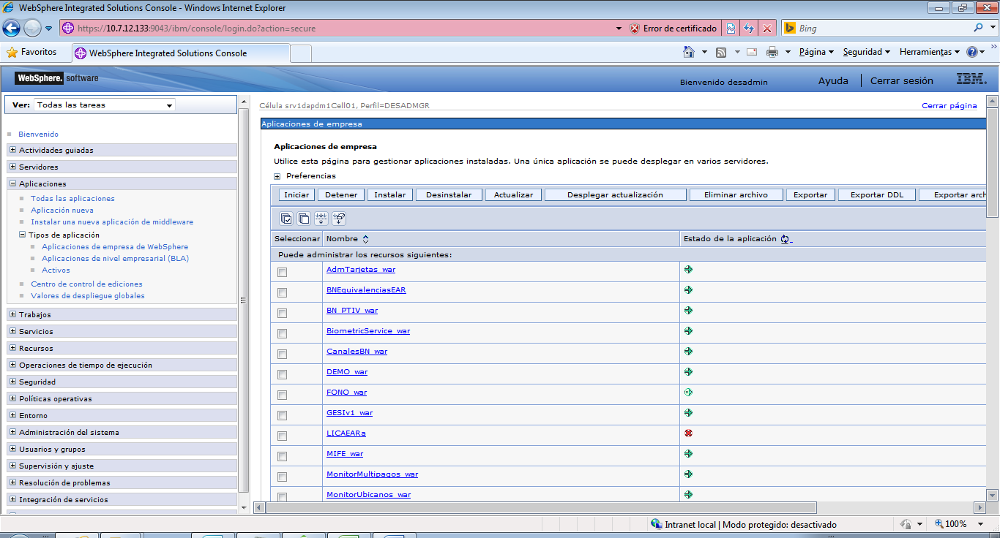 WebSphere Integrated Solutions Console - Windows Internet Explorer
https://10.7.12.133:9043/ibm/console/login.do?action=secure
Error de certificado
Bing
Favoritos
WebSphere Integrated Solutions Console
Página
Seguridad
Herramientas
WebSphere. software
Bienvenido desadmin
Ayuda
Cerrar sesión
IBM.
Ver: Todas las tareas
Bienvenido
Actividades guiadas
Servidores
Aplicaciones
Todas las aplicaciones
Aplicación nueva
Instalar una nueva aplicación de middleware
Tipos de aplicación
Aplicaciones de empresa de WebSphere
Aplicaciones de nivel empresarial (BLA)
Activos
Centro de control de ediciones
Valores de despliegue globales
Trabajos
Servicios
Recursos
Operaciones de tiempo de ejecución
Seguridad
Políticas operativas
Entorno
Administración del sistema
Usuarios y grupos
Supervisión y ajuste
Resolución de problemas
Integración de servicios
Célula srv1dapdm1Cell01, Perfil=DESADMGR
Cerrar página
Aplicaciones de empresa
Aplicaciones de empresa
Utilice esta página para gestionar aplicaciones instaladas. Una única aplicación se puede desplegar en varios servidores.
Preferencias
Iniciar Detener Instalar Desinstalar Actualizar Desplegar actualización Eliminar archivo Exportar Exportar DDL Exportar arch
Seleccionar Nombre Estado de la aplicación
Puede administrar los recursos siguientes:
AdmTarjetas_war
BNEquivalenciasEAR
BN_PTIV_war
BiometricService_war
CanalesBN_war
DEMO_war
FONO_war
GESIv1_war
LICAEARa
MIFE_war
MonitorMultipagos_war
MonitorUbicanos_war
Intranet local | Modo protegido: desactivado
100%